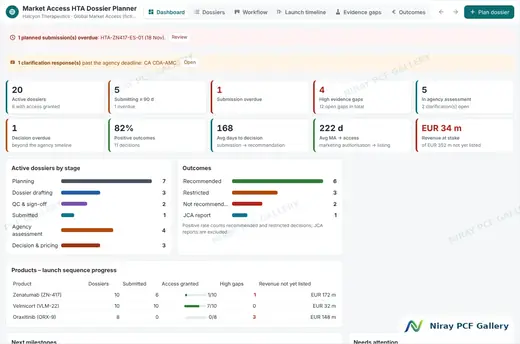 Market Access HTA Dossier Planner
Dashboard
Dossiers
Workflow
Launch timeline
Evidence gaps
Outcomes
Plan dossier
Halcyon Therapeutics · Global Market Access
1 planned submission(s) overdue: HTA-ZN417-ES-01 (18 Nov).
Review
1 clarification response(s) past the agency deadline: CA CDA-AMC.
Open
20
Active dossiers
6 with access granted
5
Submitting ≤ 90 d
1 overdue
1
Submission overdue
4
High evidence gaps
13 open gaps in total
5
In agency assessment
2 clarification(s) open
1
Decision overdue
beyond the agency timeline
82%
Positive outcomes
11 decisions
168
Avg days to decision
submission → recommendation
222 d
Avg MA → access
marketing authorisation → listing
EUR 34 m
Revenue at stake
of EUR 352 m not yet listed
Active dossiers by stage
Planning 7
Dossier drafting 3
QC & sign-off 2
Submitted 1
Agency assessment 4
Decision & pricing 3
Outcomes
Recommended 6
Restricted 3
Not recommend... 2
JCA report 1
Positive rate counts recommended and restricted decisions; JCA
reports are excluded.
Products – launch sequence progress
Product Dossiers Submitted Access granted High gaps Revenue not yet listed
Zenatumab (ZN-417) 10 6 1/10 1 EUR 172 m
Velmicort (VLM-22) 10 10 7/10 0 EUR 32 m
Oraxitinib (ORX-9) 8 0 0/8 3 EUR 148 m
Next milestones
Needs attention
NIRAY PCF GALLERY
Niray PCF Gallery